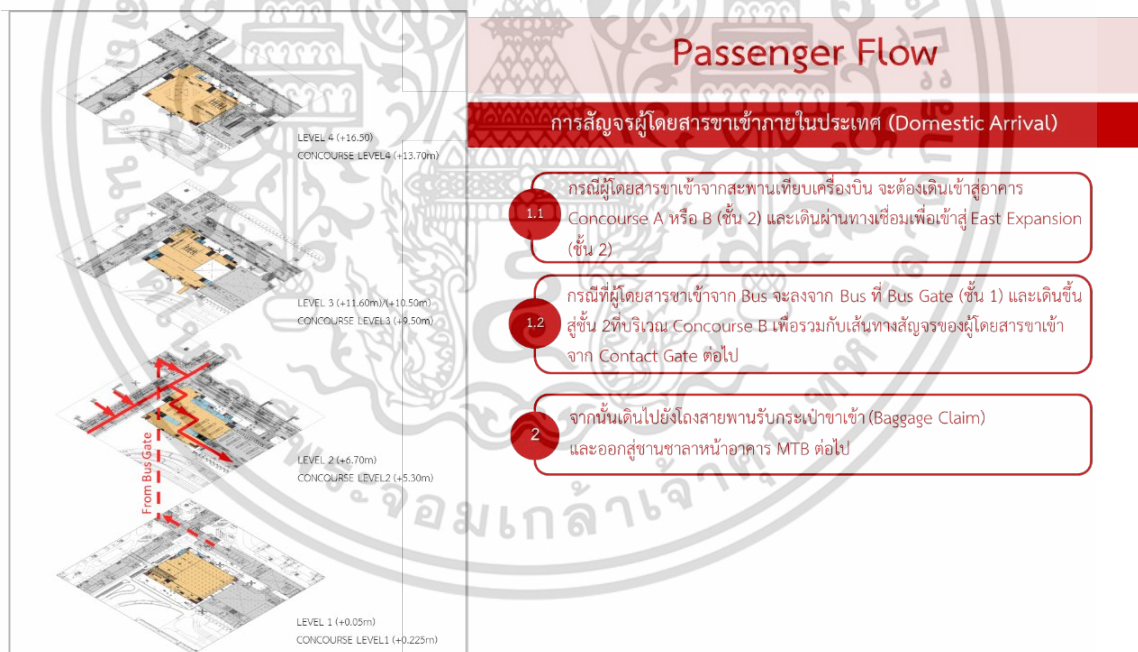 LEVEL 4 (+16.50)
CONCOURSE LEVEL4 (+13.70m)
LEVEL 3 (+11.60m)/(+10.50m)
CONCOURSE LEVEL3 (+9.50m)
From Bus Gate
LEVEL 2 (+6.70m)
CONCOURSE LEVEL2 (+5.30m)
LEVEL 1 (+0.05m)
CONCOURSE LEVEL1 (+0.225m)
Passenger Flow
การสัญจรผู้โดยสารขาเข้าภายในประเทศ (Domestic Arrival)
1.1
กรณีผู้โดยสารขาเข้าจากสะพานเทียบเครื่องบิน จะต้องเดินเข้าสู่อาคาร
Concourse A หรือ B (ชั้น 2) และเดินผ่านทางเชื่อมเพื่อเข้าสู่ East Expansion
(ชั้น 2)
1.2
กรณีที่ผู้โดยสารขาเข้าจาก Bus จะลงจาก Bus ที่ Bus Gate (ชั้น 1) และเดินขึ้น
สู่ชั้น 2ที่บริเวณ Concourse B เพื่อรวมกับเส้นทางสัญจรของผู้โดยสารขาเข้า
จาก Contact Gate ต่อไป
2
จากนั้นเดินไปยังโถงสายพานรับกระเป๋าขาเข้า (Baggage Claim)
และออกสู่ชานชาลาหน้าอาคาร MTB ต่อไป